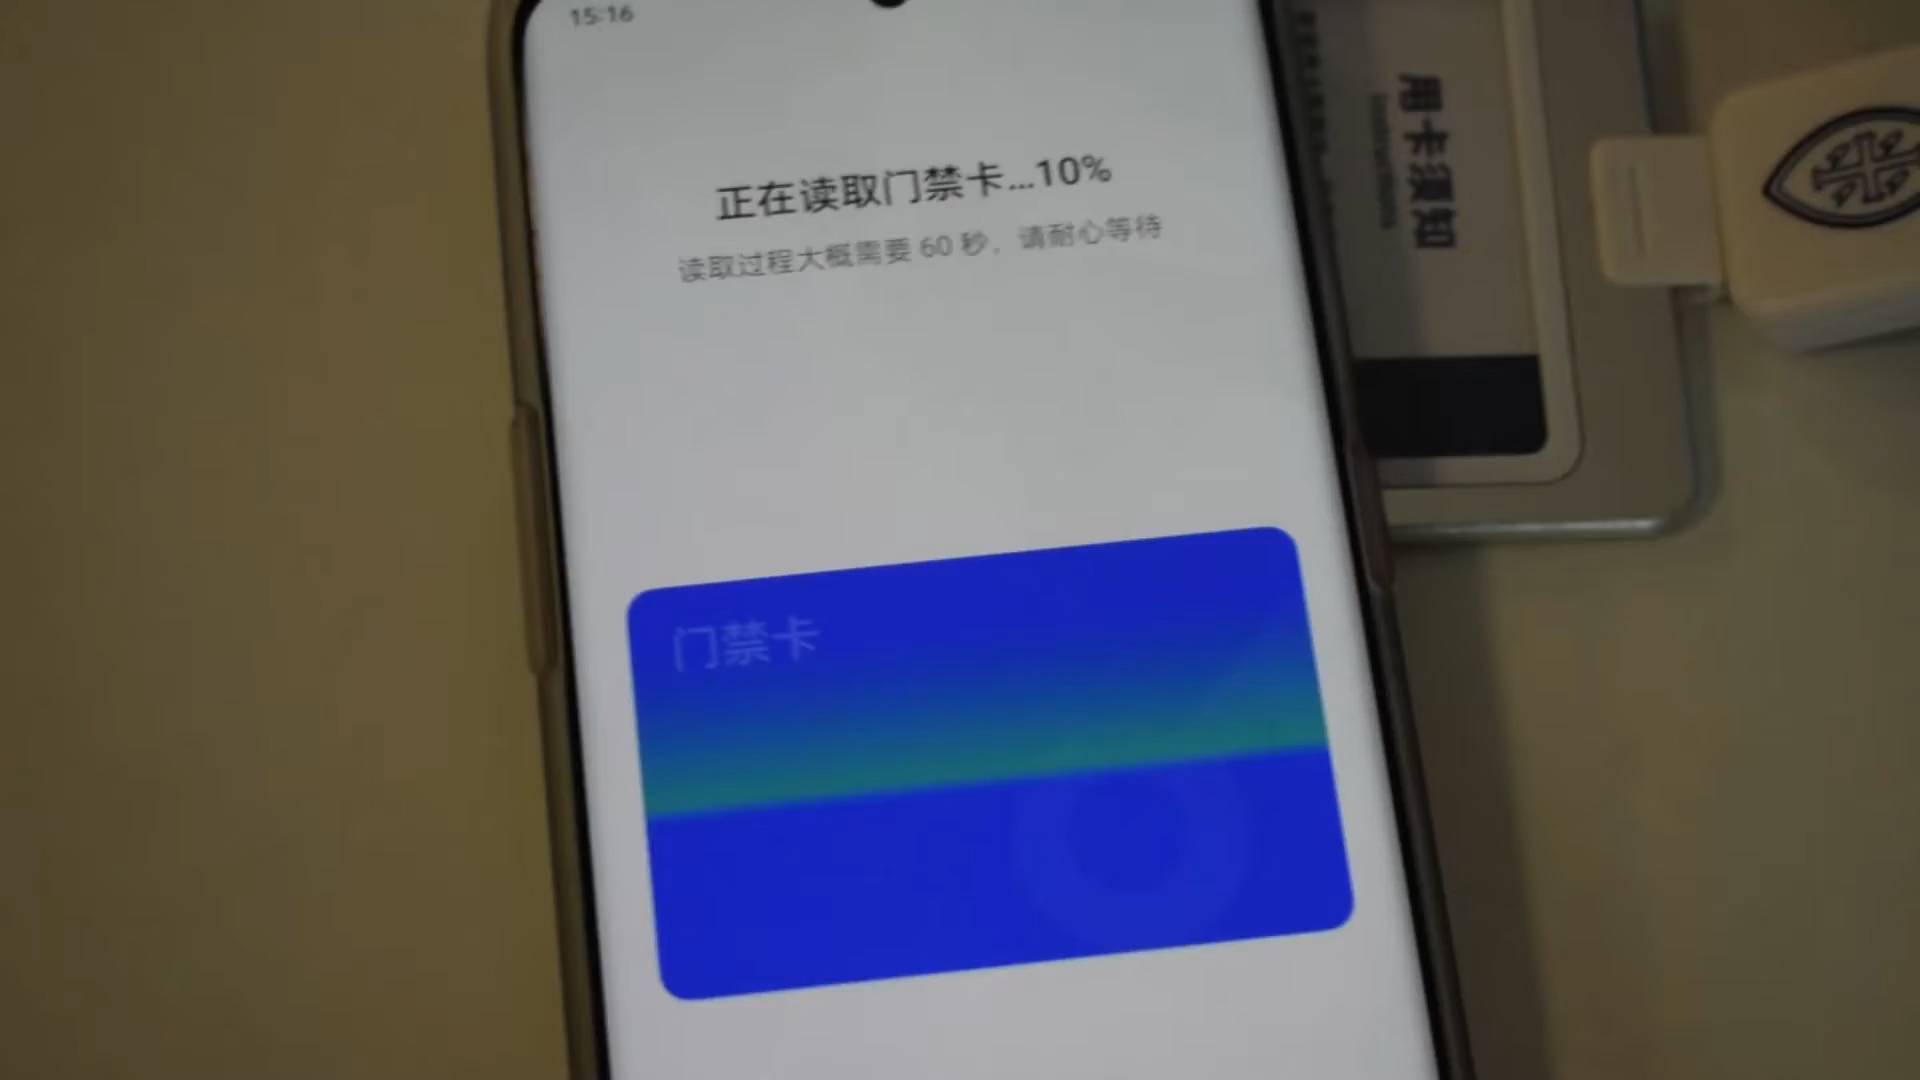 15:16
正在读取门禁卡...10%
读取过程大概需要 60 秒，请耐心等待
门禁卡
用卡须知
Instructions